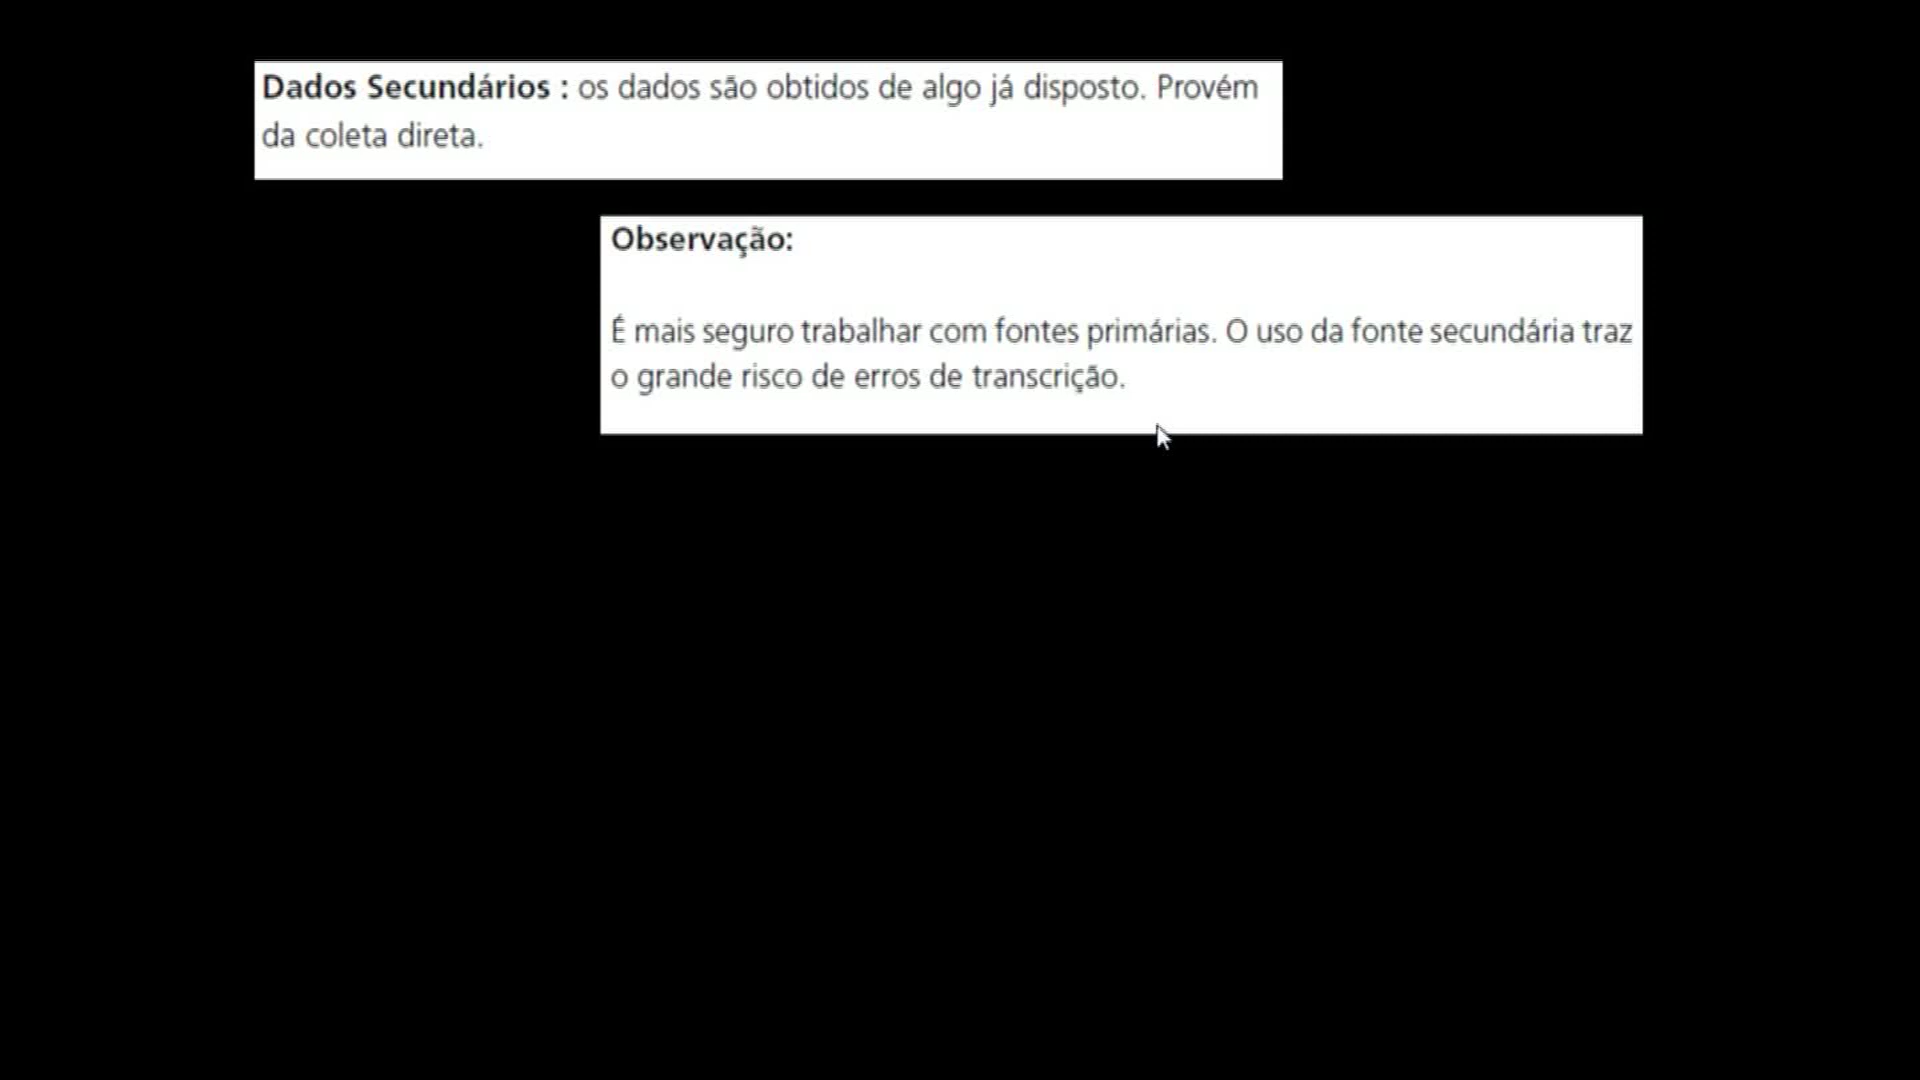 Dados Secundários : os dados são obtidos de algo já disposto. Provém
da coleta direta.
Observação:
É mais seguro trabalhar com fontes primárias. O uso da fonte secundária traz
o grande risco de erros de transcrição.